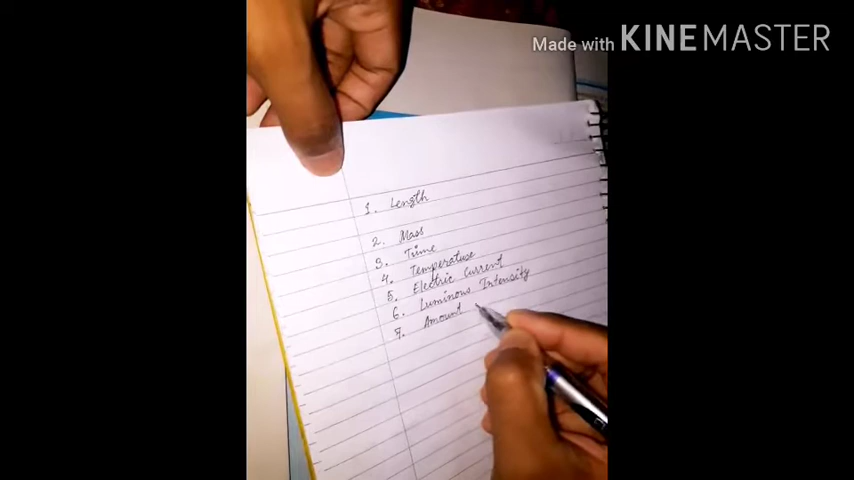 Made with KINEMASTER
1. Length
2. Mass
3. Time
4. Temperature
5. Electric Current
6. Luminous Intensity
7. Amount